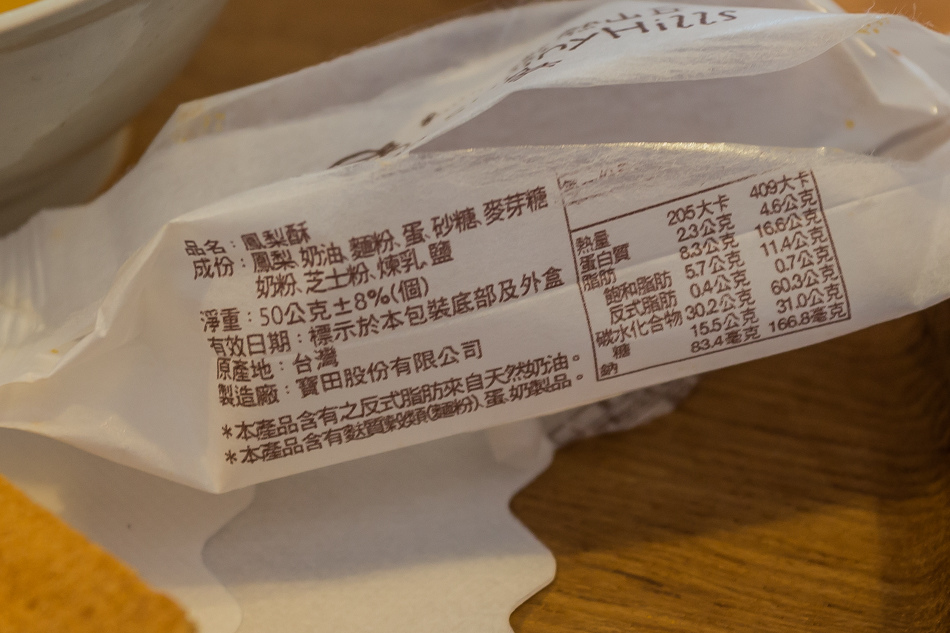 品名：鳳梨酥
成份：鳳梨、奶油、麵粉、蛋、砂糖、麥芽糖
奶粉、芝士粉、煉乳、鹽
淨重：50公克±8%(個)
有效日期：標示於本包裝底部及外盒
原產地：台灣
製造廠：寶田股份有限公司
＊本產品含有之反式脂肪來自天然奶油。
＊本產品含有麩質穀類(麵粉)、蛋、奶製品。
熱量 205大卡 409大卡
蛋白質 2.3公克 4.6公克
脂肪 8.3公克 16.6公克
飽和脂肪 5.7公克 11.4公克
反式脂肪 0.4公克 0.7公克
碳水化合物 30.2公克 60.3公克
糖 15.5公克 31.0公克
鈉 83.4毫克 166.8毫克